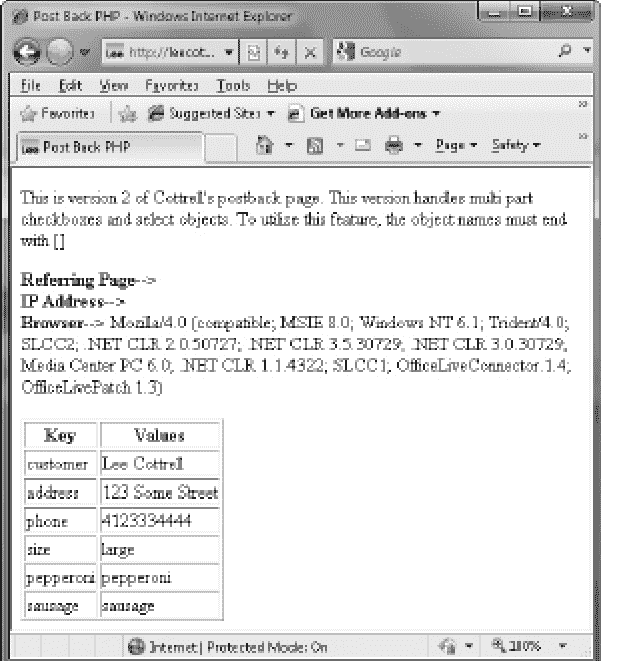 Post Back PHP - Windows Internet Explorer
http://leecot...
Google
File Edit View Favorites Tools Help
Favorites Suggested Sites Get More Add-ons
Post Back PHP Page Safety
This is version 2 of Cottrell's postback page. This version handles multi part
checkboxes and select objects. To utilize this feature, the object names must end
with []
Referring Page-->
IP Address-->
Browser--> Mozilla/4.0 (compatible; MSIE 8.0; Windows NT 6.1; Trident/4.0;
SLCC2; .NET CLR 2.0.50727; .NET CLR 3.5.30729; .NET CLR 3.0.30729;
Media Center PC 6.0; .NET CLR 1.1.4322; SLCC1; OfficeLiveConnector.1.4;
OfficeLivePatch.1.3)
Key Values
customer Lee Cottrell
address 123 Some Street
phone 4123334444
size large
pepperoni pepperoni
sausage sausage
Internet | Protected Mode: On